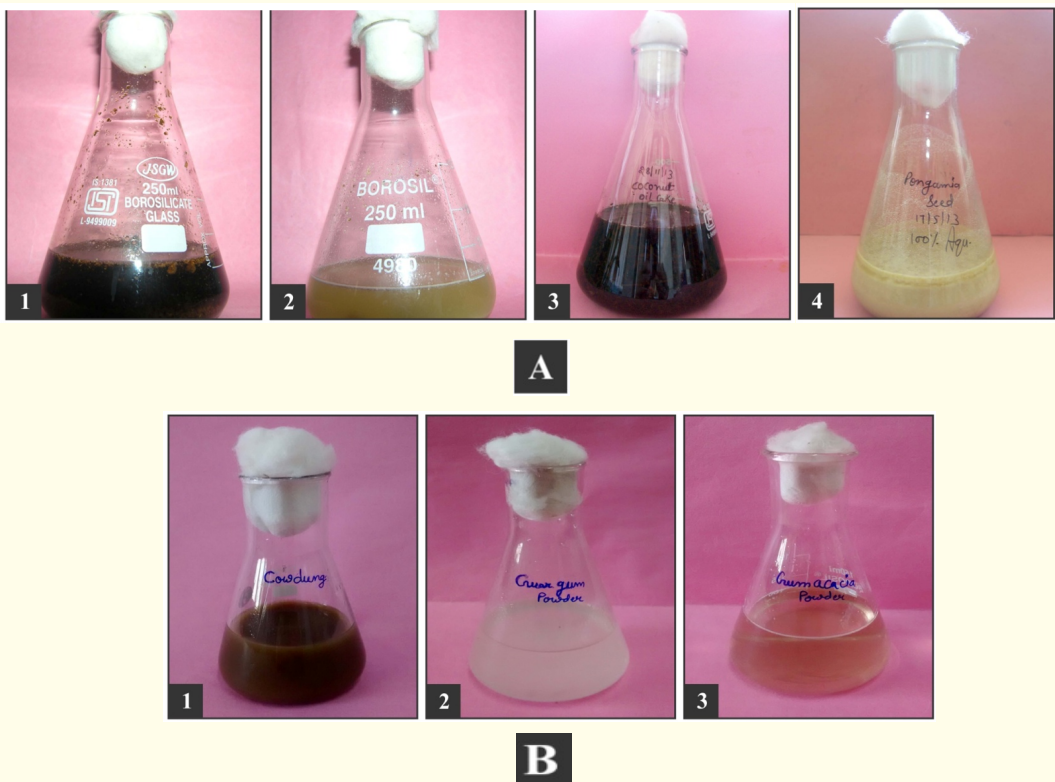 JSGW
IS:1381
250ml
BOROSILICATE
GLASS
L-9499009
1
BOROSIL
250 ml
4980
2
coconut
oil cake
3
Pongamia
Seed
17/5/13
100% Aqu.
4
A
Cowdung
1
Guar gum
Powder
2
Gum acacia
Powder
3
B